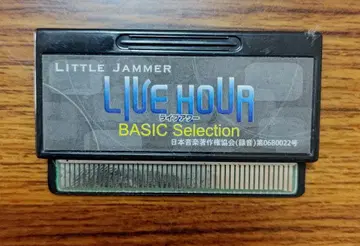 LITTLE JAMMER
LIVE HOUR
ライブアワー
BASIC Selection
日本音楽著作権協会(録音)第0680022号